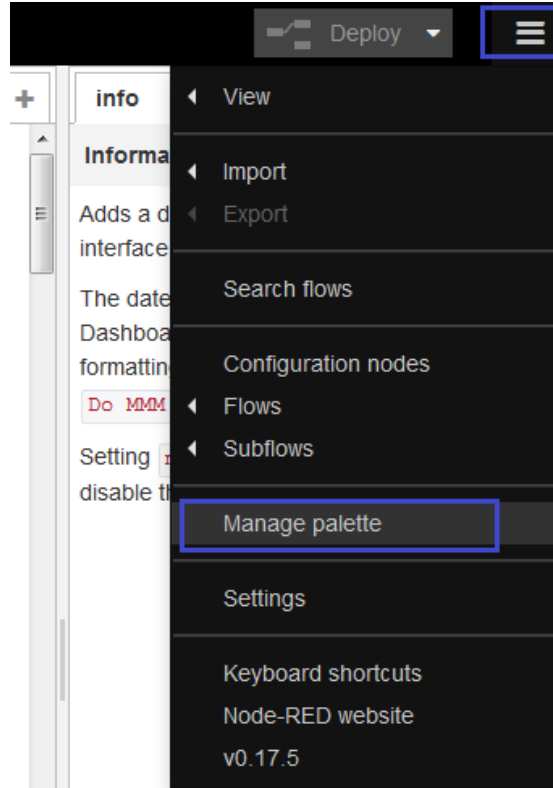 Deploy
+
info
View
Informa
Import
Adds a d
Export
interface
Search flows
The date
Dashboa
Configuration nodes
formattin
Do MMM
Flows
Setting
Subflows
disable
Manage palette
Settings
Keyboard shortcuts
Node-RED website
v0.17.5